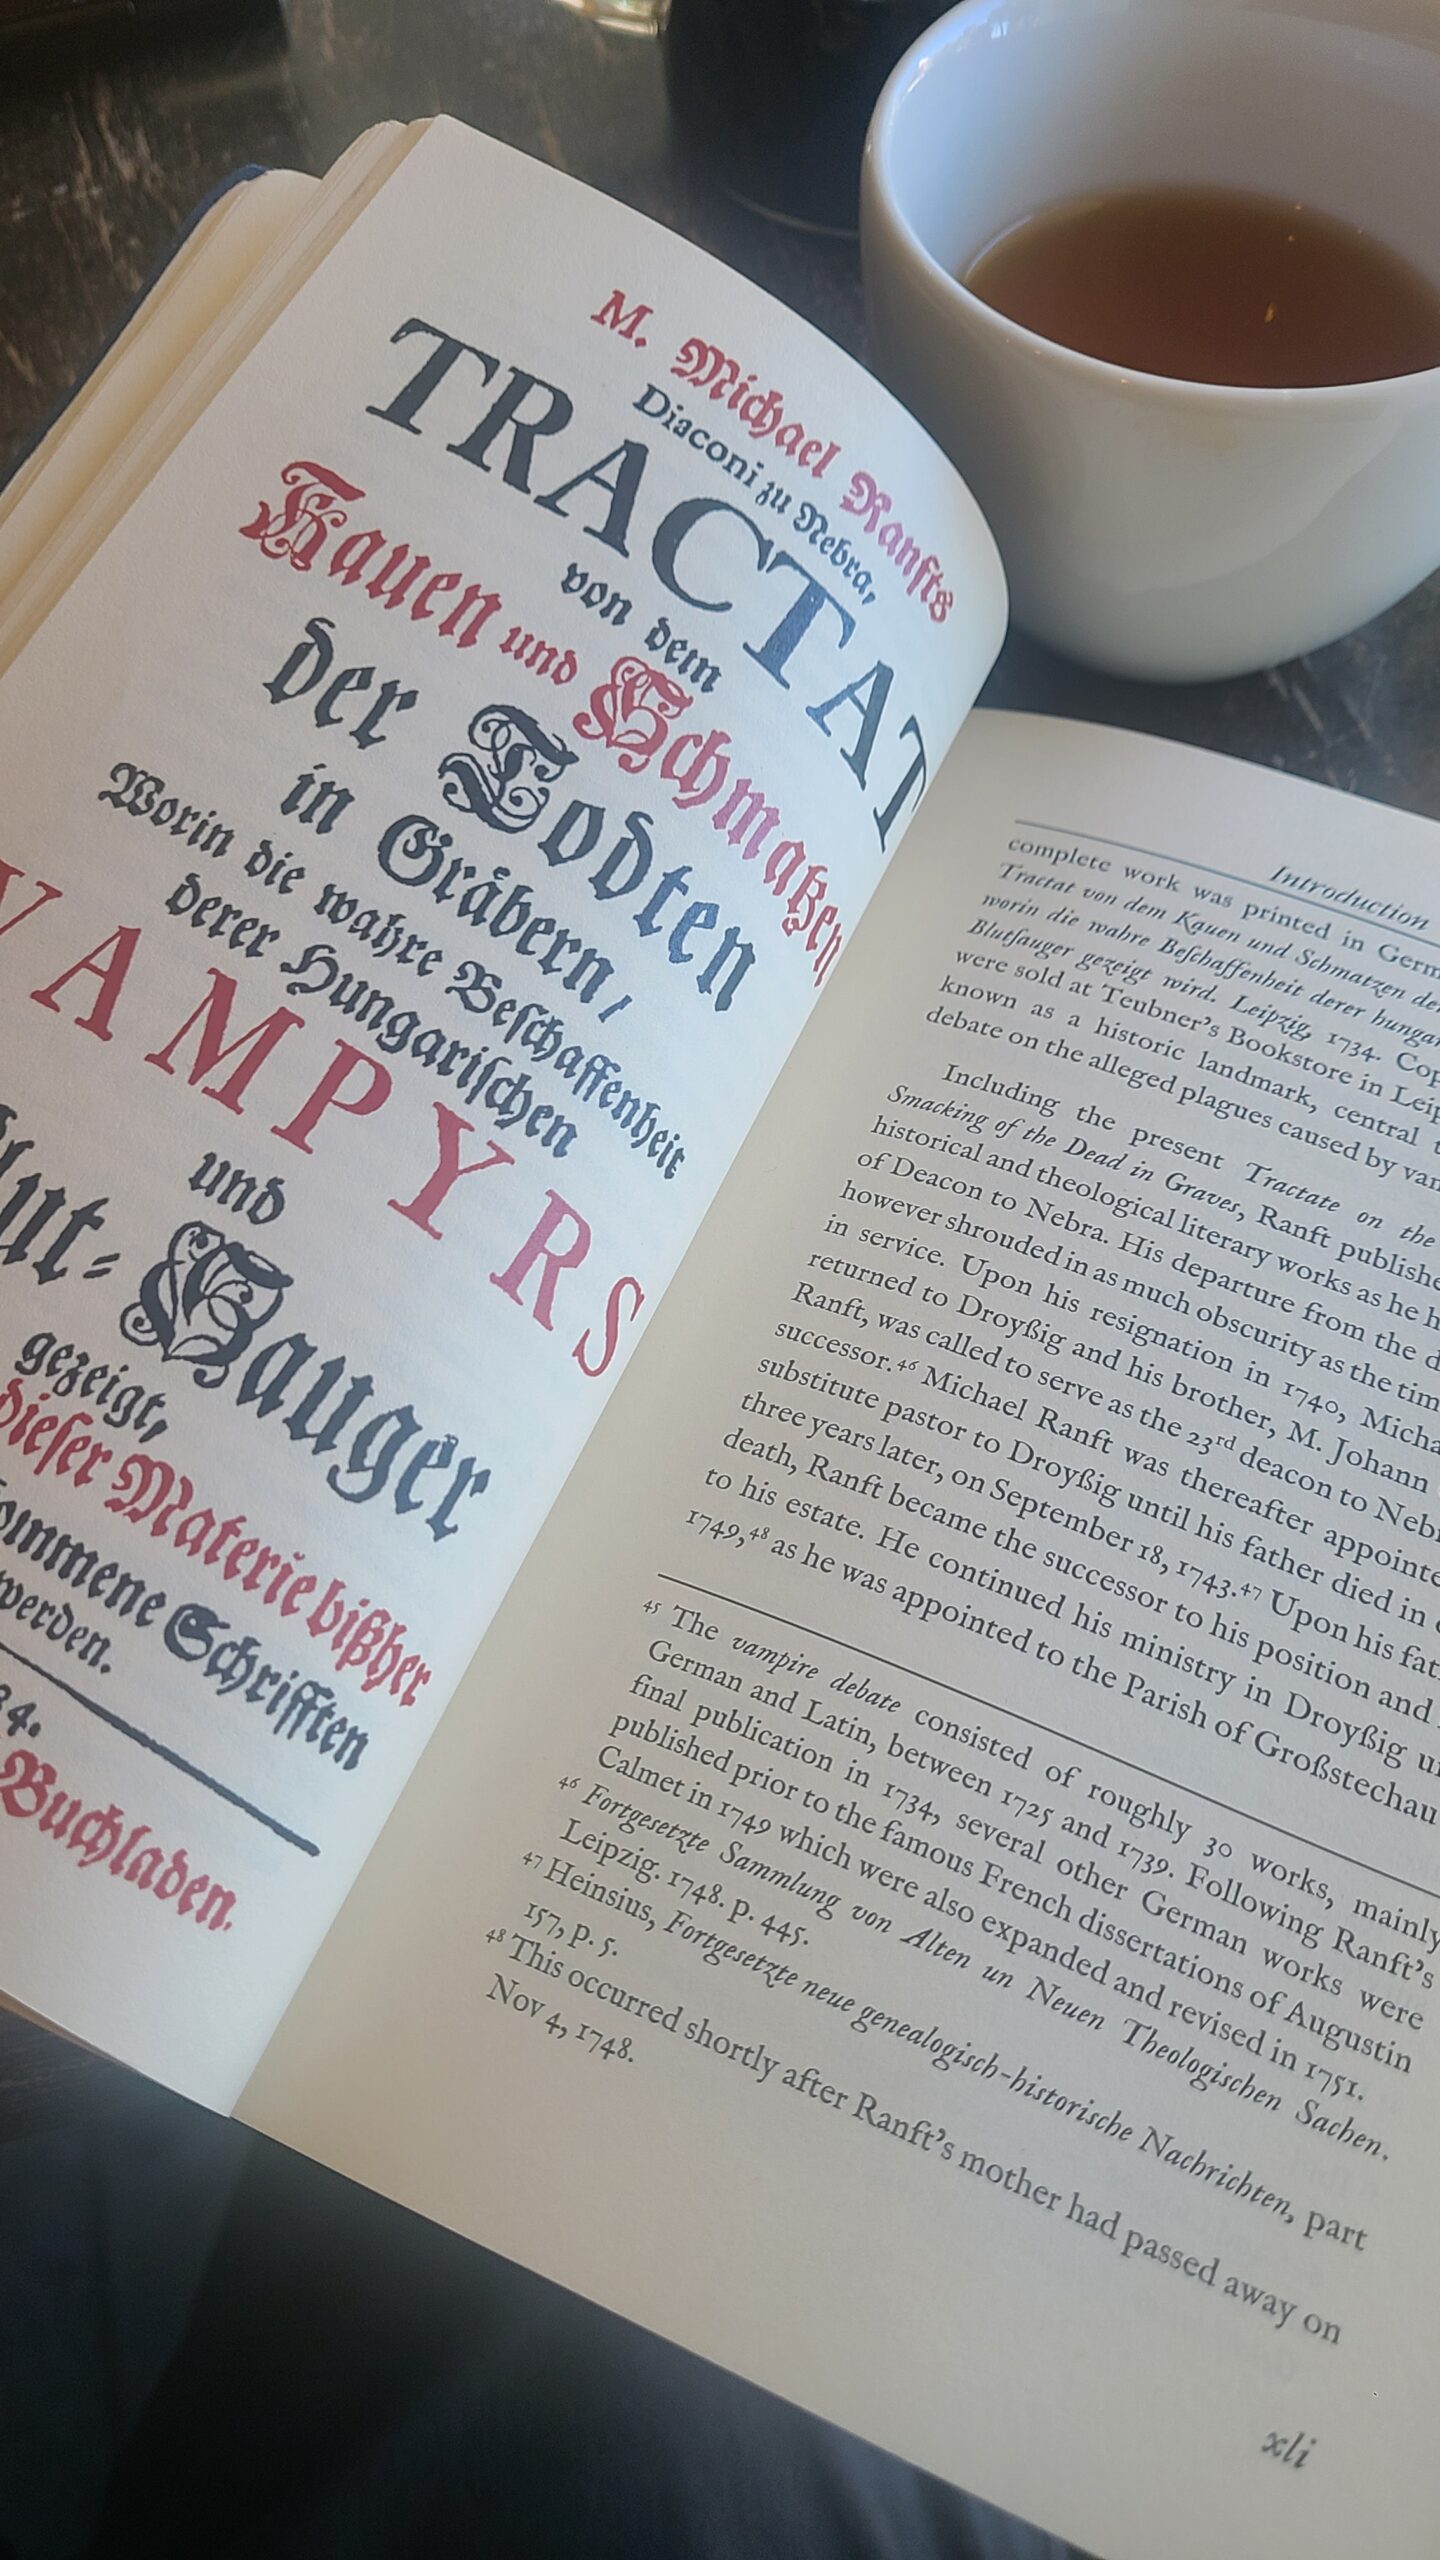 M. Michael Ranfts
Diaconi zu Nebra,
TRACTAT
von dem
Kauen und Schmatzen
der Todten
in Gräbern,
Worin die wahre Beschaffenheit
derer Hungarischen
VAMPYRS
und
Sauger
gezeigt,
dieser Materie bißher
Schrifften
werden.
34.
Buchladen.
Introduction
complete work was printed in
Tractat von dem Kauen und Schmatzen
worin die wahre Beschaffenheit derer
Blutsauger gezeigt wird. Leipzig, 1734.
were sold at Teubner's Bookstore in
known as a historic landmark, central
debate on the alleged plagues caused by
Including the present Tractate on the
Smacking of the Dead in Graves, Ranft
historical and theological literary works as he
of Deacon to Nebra. His departure from the
however shrouded in as much obscurity as the
in service. Upon his resignation in 1740,
returned to Droyßig and his brother, M. Johann
Ranft, was called to serve as the 23rd deacon to
successor.46 Michael Ranft was thereafter
substitute pastor to Droyßig until his father died in
three years later, on September 18, 1743.47 Upon his
death, Ranft became the successor to his position and
to his estate. He continued his ministry in Droyßig
1749,48 as he was appointed to the Parish of Großstechau
45 The vampire debate consisted of roughly 30 works, mainly
German and Latin, between 1725 and 1739. Following Ranft's
final publication in 1734, several other German works were
published prior to the famous French dissertations of Augustin
Calmet in 1749 which were also expanded and revised in 1751.
46 Fortgesetzte Sammlung von Alten un Neuen Theologischen Sachen.
Leipzig. 1748. p. 445.
47 Heinsius, Fortgesetzte neue genealogisch-historische Nachrichten, part
157, p. 5.
48 This occurred shortly after Ranft's mother had passed away on
Nov 4, 1748.
xli